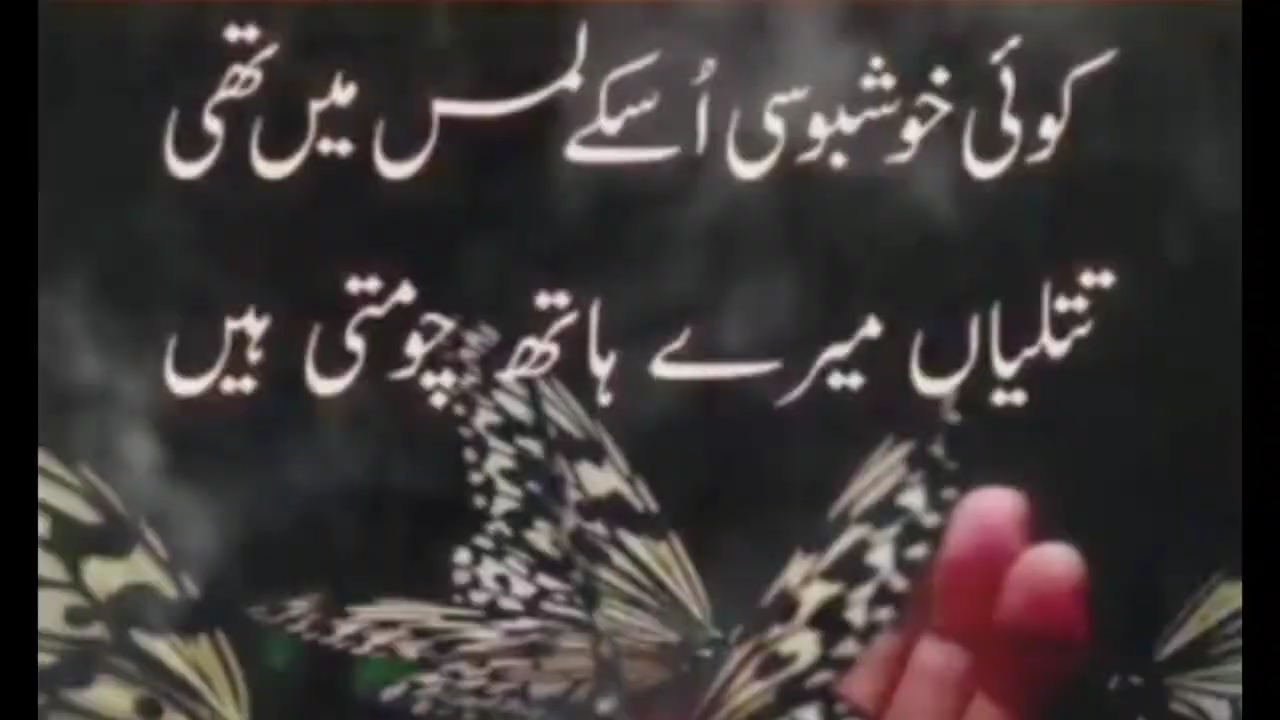 کوئی خوشبو سی اُسکے لمس میں تھی
تتلیاں میرے ہاتھ چومتی ہیں